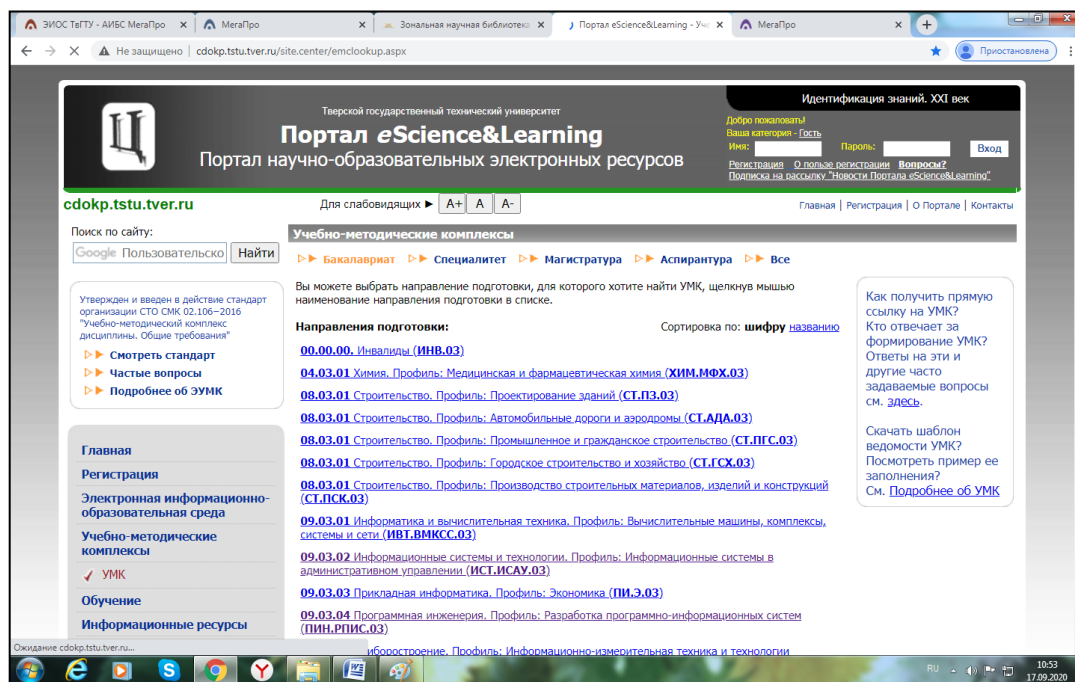 ЭИОС ТвГТУ - АИБС МегаПро
МегаПро
Зональная научная библиотека
Портал eScience&Learning - Уче
МегаПро
Не защищено
cdokp.tstu.tver.ru/site.center/emclookup.aspx
Приостановлена
Ц
Тверской государственный технический университет
Портал eScience&Learning
Портал научно-образовательных электронных ресурсов
Идентификация знаний. XXI век
Добро пожаловать!
Ваша категория - Гость
Имя: Пароль: Вход
Регистрация О пользе регистрации Вопросы?
Подписка на рассылку "Новости Портала eScience&Learning"
cdokp.tstu.tver.ru
Для слабовидящих ► A+ A A-
Главная | Регистрация | О Портале | Контакты
Поиск по сайту:
Google Пользовательско Найти
Утвержден и введен в действие стандарт
организации СТО СМК 02.106–2016
"Учебно-методический комплекс
дисциплины. Общие требования"
Смотреть стандарт
Частые вопросы
Подробнее об ЭУМК
Главная
Регистрация
Электронная информационно-
образовательная среда
Учебно-методические
комплексы
УМК
Обучение
Информационные ресурсы
Учебно-методические комплексы
Бакалавриат Специалитет Магистратура Аспирантура Все
Вы можете выбрать направление подготовки, для которого хотите найти УМК, щелкнув мышью
наименование направления подготовки в списке.
Направления подготовки: Сортировка по: шифру названию
00.00.00. Инвалиды (ИНВ.03)
04.03.01 Химия. Профиль: Медицинская и фармацевтическая химия (ХИМ.МФХ.03)
08.03.01 Строительство. Профиль: Проектирование зданий (СТ.ПЗ.03)
08.03.01 Строительство. Профиль: Автомобильные дороги и аэродромы (СТ.АДА.03)
08.03.01 Строительство. Профиль: Промышленное и гражданское строительство (СТ.ПГС.03)
08.03.01 Строительство. Профиль: Городское строительство и хозяйство (СТ.ГСХ.03)
08.03.01 Строительство. Профиль: Производство строительных материалов, изделий и конструкций
(СТ.ПСК.03)
09.03.01 Информатика и вычислительная техника. Профиль: Вычислительные машины, комплексы,
системы и сети (ИВТ.ВМКСС.03)
09.03.02 Информационные системы и технологии. Профиль: Информационные системы в
административном управлении (ИСТ.ИСАУ.03)
09.03.03 Прикладная информатика. Профиль: Экономика (ПИ.Э.03)
09.03.04 Программная инженерия. Профиль: Разработка программно-информационных систем
(ПИН.РПИС.03)
иборостроение. Профиль: Информационно-измерительная техника и технологии
Как получить прямую
ссылку на УМК?
Кто отвечает за
формирование УМК?
Ответы на эти и
другие часто
задаваемые вопросы
см. здесь.
Скачать шаблон
ведомости УМК?
Посмотреть пример ее
заполнения?
См. Подробнее об УМК
Ожидание cdokp.tstu.tver.ru...
RU
10:53
17.09.2020